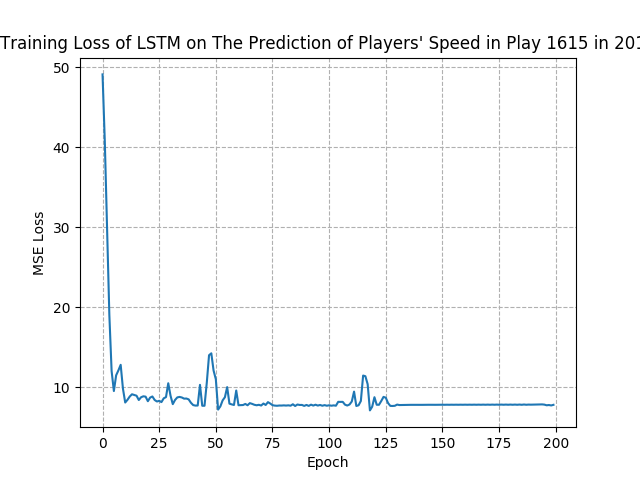 Training Loss of LSTM on The Prediction of Players' Speed in Play 1615 in 201
50
40
30
20
10
MSE Loss
0 25 50 75 100 125 150 175 200
Epoch